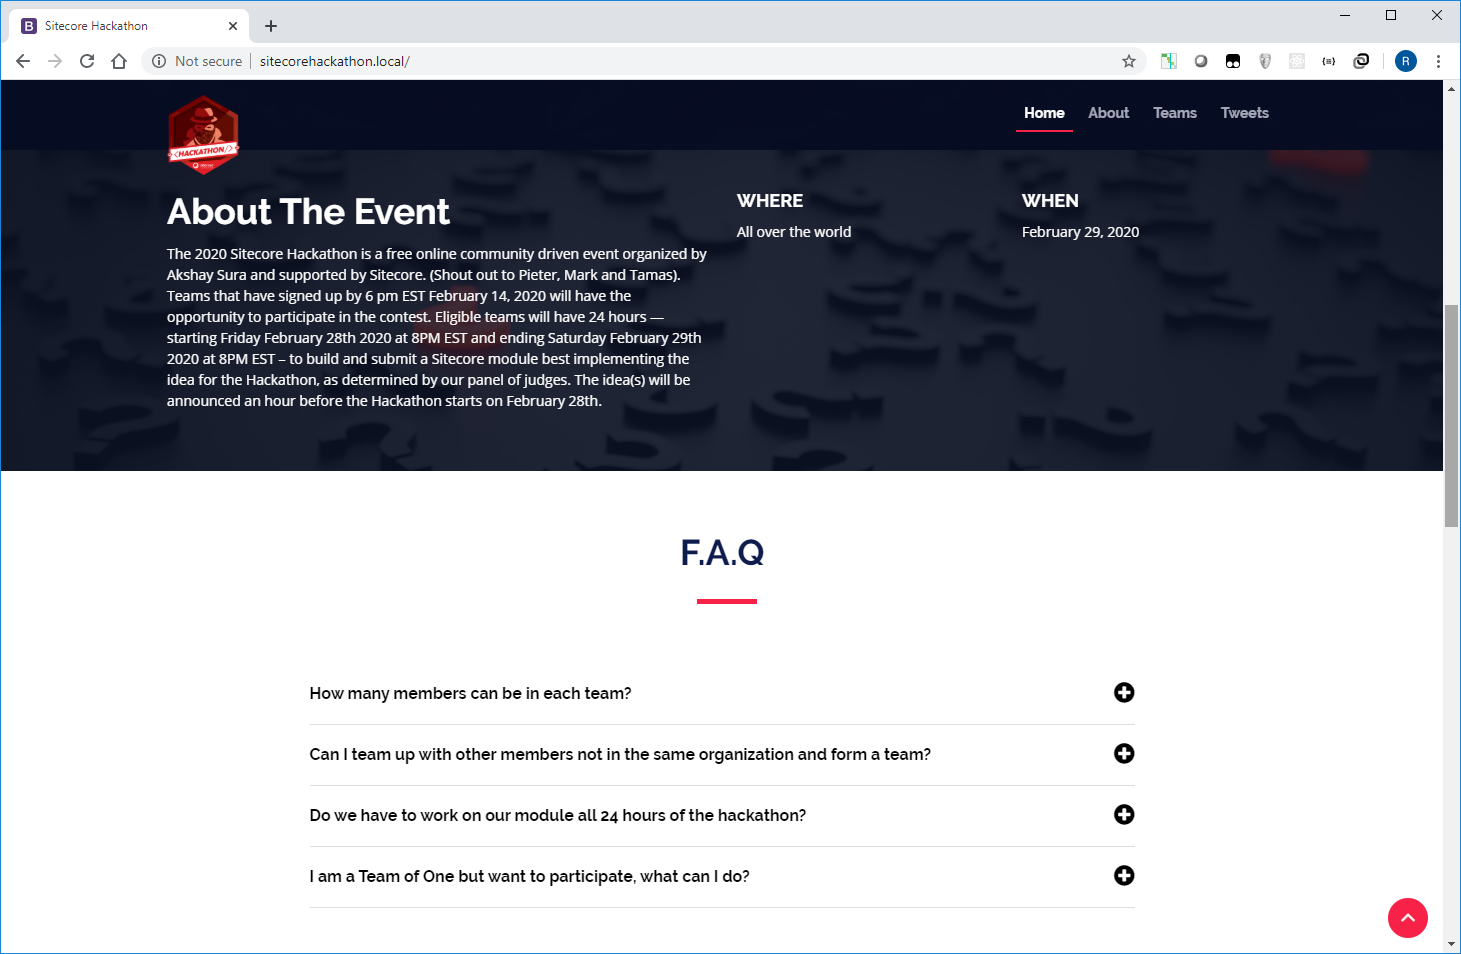 Sitecore Hackathon
Not secure
sitecorehackathon.local/
R
<HACKATHON/>
Home
About
Teams
Tweets
About The Event
The 2020 Sitecore Hackathon is a free online community driven event organized by
Akshay Sura and supported by Sitecore. (Shout out to Pieter, Mark and Tamas).
Teams that have signed up by 6 pm EST February 14, 2020 will have the
opportunity to participate in the contest. Eligible teams will have 24 hours —
starting Friday February 28th 2020 at 8PM EST and ending Saturday February 29th
2020 at 8PM EST – to build and submit a Sitecore module best implementing the
idea for the Hackathon, as determined by our panel of judges. The idea(s) will be
announced an hour before the Hackathon starts on February 28th.
WHERE
All over the world
WHEN
February 29, 2020
F.A.Q
How many members can be in each team?
Can I team up with other members not in the same organization and form a team?
Do we have to work on our module all 24 hours of the hackathon?
I am a Team of One but want to participate, what can I do?